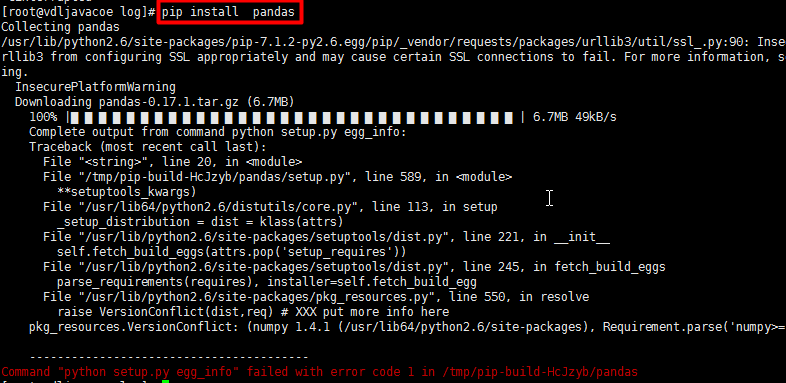 [root@vdljavacoe log]# pip install  pandas
Collecting pandas
/usr/lib/python2.6/site-packages/pip-7.1.2-py2.6.egg/pip/_vendor/requests/packages/urllib3/util/ssl_.py:90: Inse
rllib3 from configuring SSL appropriately and may cause certain SSL connections to fail. For more information, s
ing.
  InsecurePlatformWarning
  Downloading pandas-0.17.1.tar.gz (6.7MB)
    100% | | 6.7MB 49kB/s
    Complete output from command python setup.py egg_info:
    Traceback (most recent call last):
      File "<string>", line 20, in <module>
      File "/tmp/pip-build-HcJzyb/pandas/setup.py", line 589, in <module>
        **setuptools_kwargs)
      File "/usr/lib64/python2.6/distutils/core.py", line 113, in setup
        _setup_distribution = dist = klass(attrs)
      File "/usr/lib/python2.6/site-packages/setuptools/dist.py", line 221, in __init__
        self.fetch_build_eggs(attrs.pop('setup_requires'))
      File "/usr/lib/python2.6/site-packages/setuptools/dist.py", line 245, in fetch_build_eggs
        parse_requirements(requires), installer=self.fetch_build_egg
      File "/usr/lib/python2.6/site-packages/pkg_resources.py", line 550, in resolve
        raise VersionConflict(dist,req) # XXX put more info here
    pkg_resources.VersionConflict: (numpy 1.4.1 (/usr/lib64/python2.6/site-packages), Requirement.parse('numpy>=
    ----------------------------------------
Command "python setup.py egg_info" failed with error code 1 in /tmp/pip-build-HcJzyb/pandas